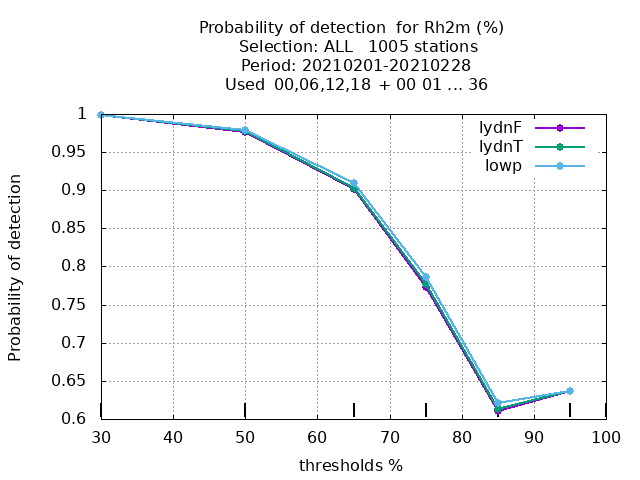 Probability of detection  for Rh2m (%)
Selection: ALL   1005 stations
Period: 20210201-20210228
Used  00,06,12,18 + 00 01 ... 36
lydnF
lydnT
lowp
1
0.95
0.9
0.85
0.8
0.75
0.7
0.65
0.6
Probability of detection
30 40 50 60 70 80 90 100
thresholds %